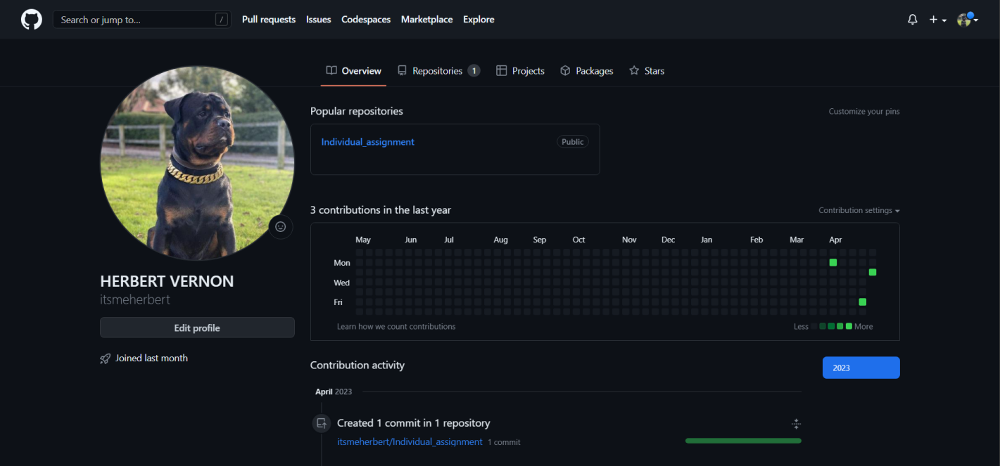 Search or jump to... /
Pull requests Issues Codespaces Marketplace Explore
Overview Repositories 1 Projects Packages Stars
HERBERT VERNON
itsmeherbert
Edit profile
Joined last month
Popular repositories Customize your pins
Individual_assignment Public
3 contributions in the last year Contribution settings
May Jun Jul Aug Sep Oct Nov Dec Jan Feb Mar Apr
Mon
Wed
Fri
Learn how we count contributions Less More
Contribution activity 2023
April 2023
Created 1 commit in 1 repository
itsmeherbert/Individual_assignment 1 commit